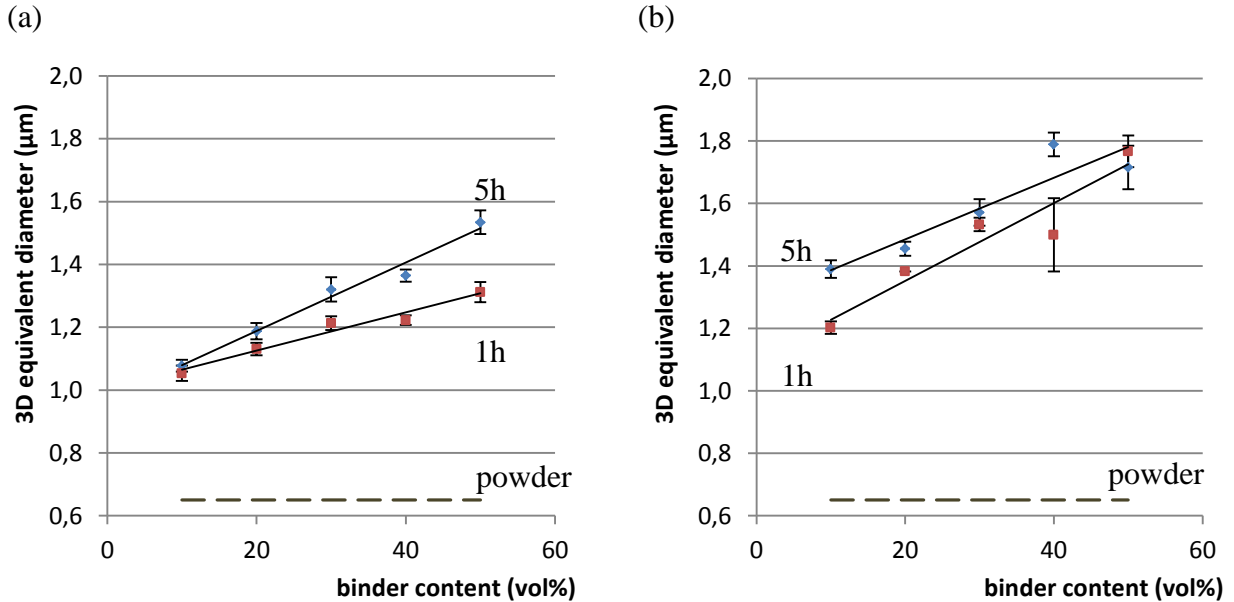 (a)
2,0
1,8
1,6
1,4
1,2
1,0
0,8
0,6
0
20
40
60
3D equivalent diameter (µm)
binder content (vol%)
5h
1h
powder
(b)
2,0
1,8
1,6
1,4
1,2
1,0
0,8
0,6
0
20
40
60
3D equivalent diameter (µm)
binder content (vol%)
5h
1h
powder